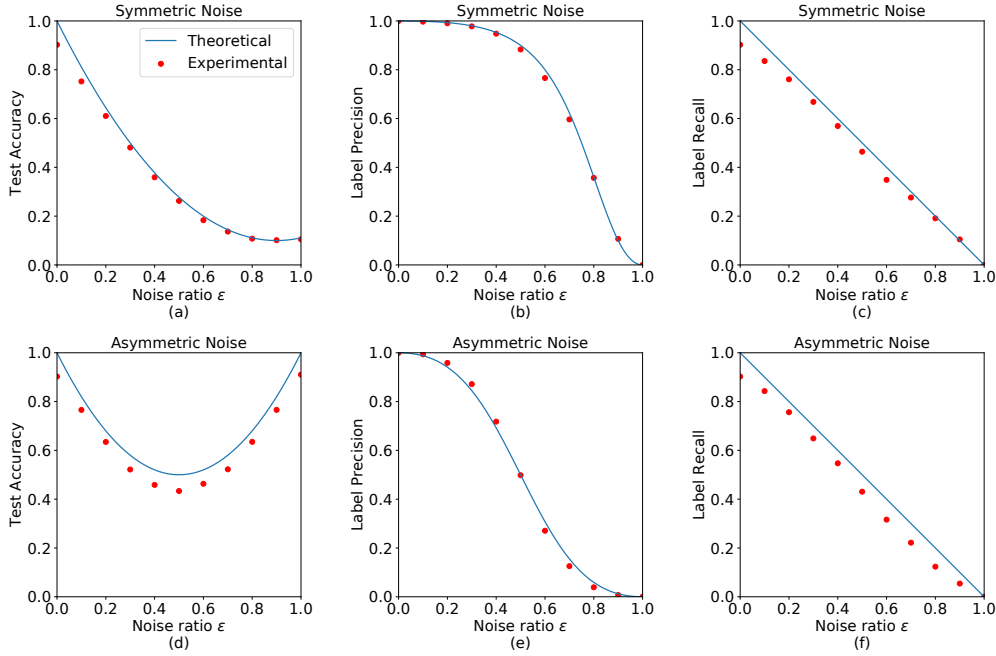 Symmetric Noise
Test Accuracy
1.0
0.8
0.6
0.4
0.2
0.0
Theoretical
Experimental
0.0 0.2 0.4 0.6 0.8 1.0
Noise ratio ε
(a)
Symmetric Noise
Label Precision
1.0
0.8
0.6
0.4
0.2
0.0
0.0 0.2 0.4 0.6 0.8 1.0
Noise ratio ε
(b)
Symmetric Noise
Label Recall
1.0
0.8
0.6
0.4
0.2
0.0
0.0 0.2 0.4 0.6 0.8 1.0
Noise ratio ε
(c)
Asymmetric Noise
Test Accuracy
1.0
0.8
0.6
0.4
0.2
0.0
0.0 0.2 0.4 0.6 0.8 1.0
Noise ratio ε
(d)
Asymmetric Noise
Label Precision
1.0
0.8
0.6
0.4
0.2
0.0
0.0 0.2 0.4 0.6 0.8 1.0
Noise ratio ε
(e)
Asymmetric Noise
Label Recall
1.0
0.8
0.6
0.4
0.2
0.0
0.0 0.2 0.4 0.6 0.8 1.0
Noise ratio ε
(f)